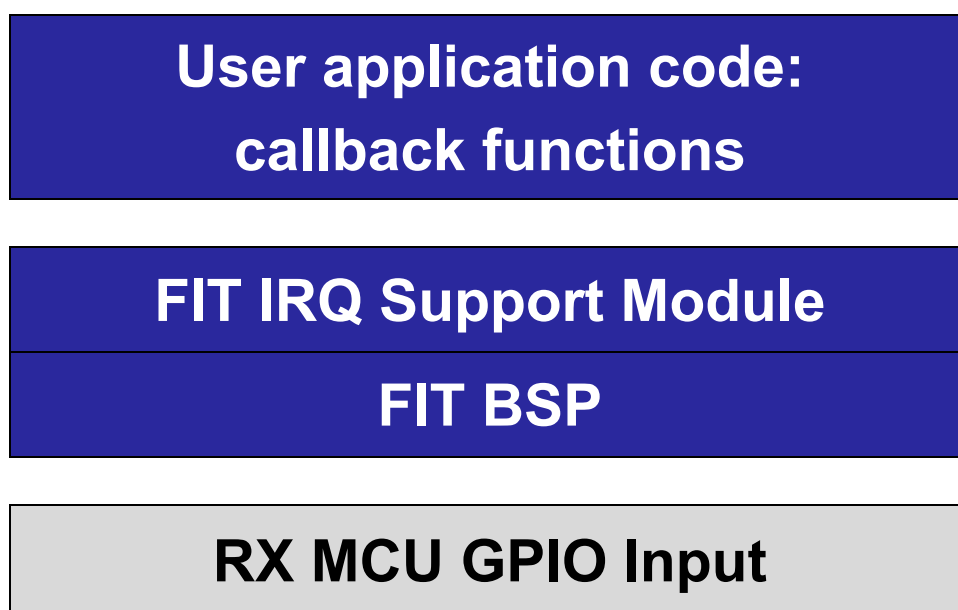 User application code:
callback functions
FIT IRQ Support Module
FIT BSP
RX MCU GPIO Input